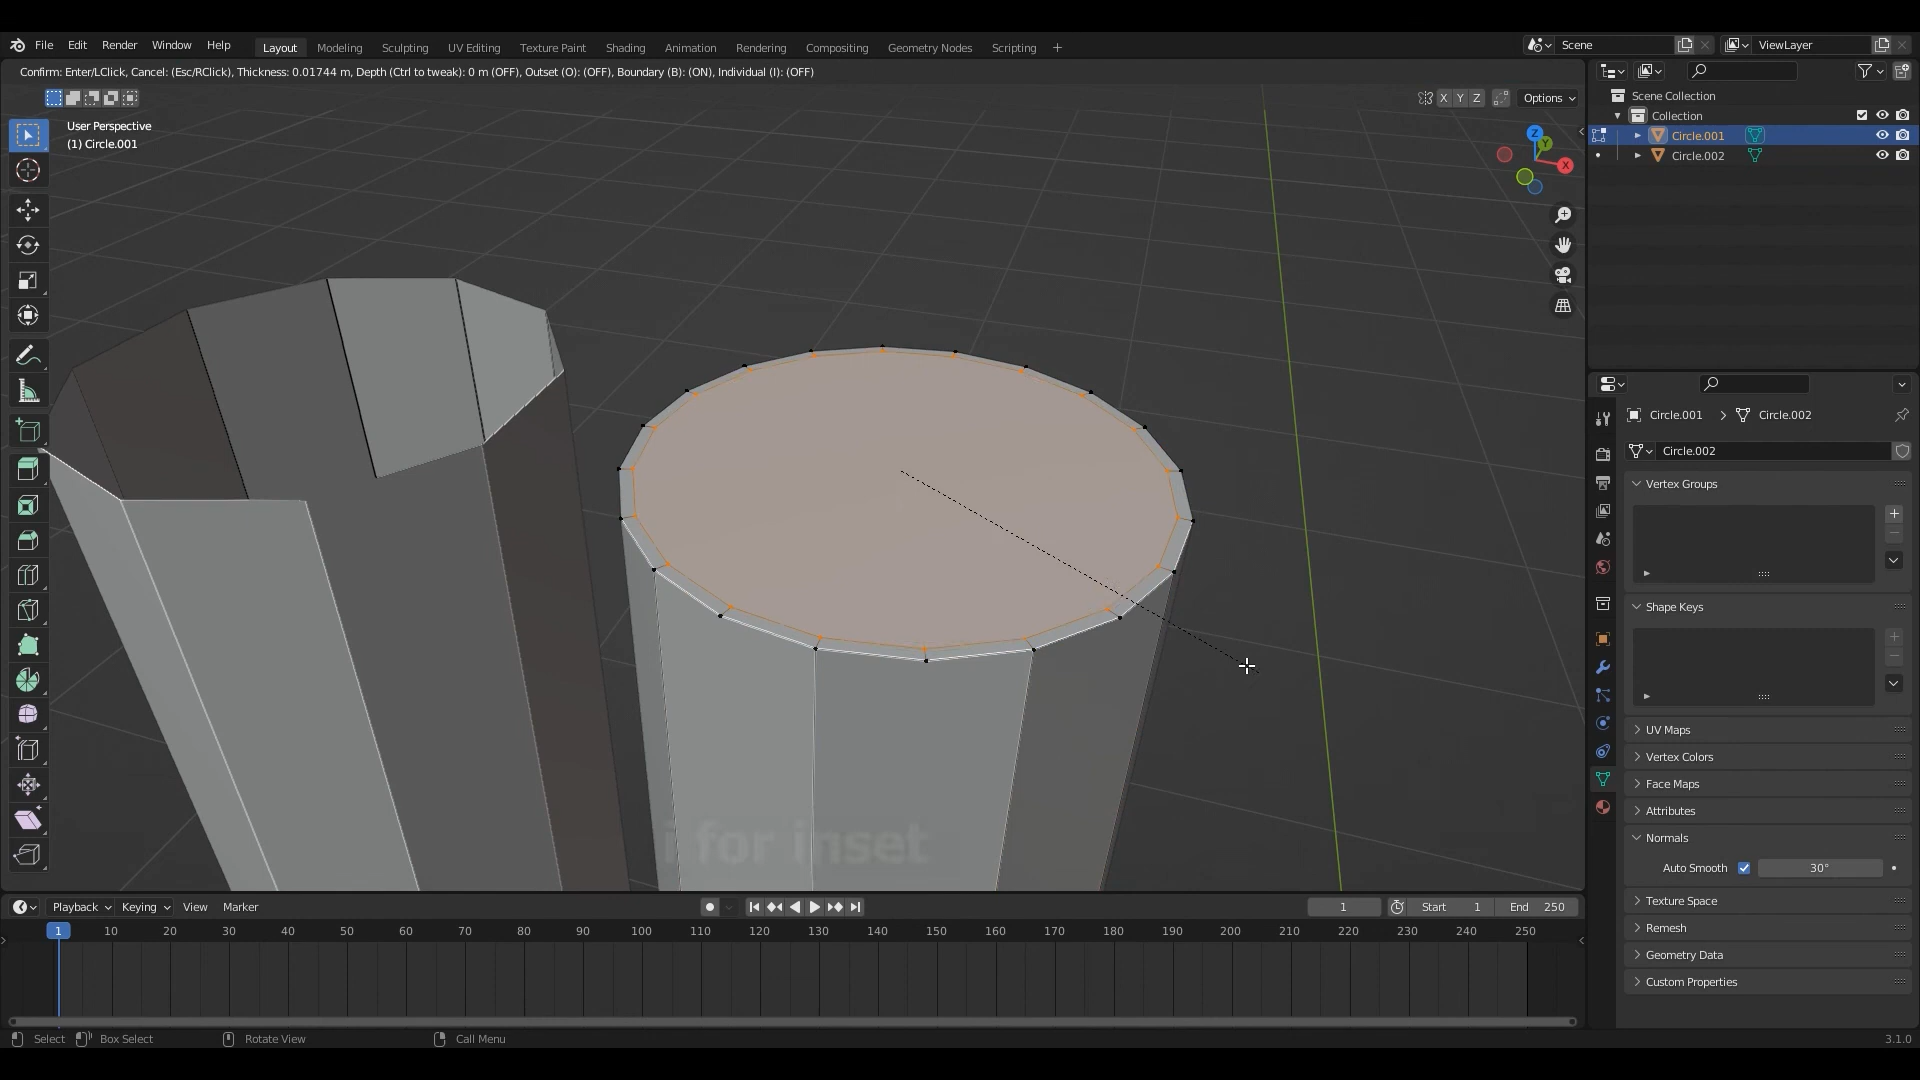 File Edit Render Window Help Layout Modeling Sculpting UV Editing Texture Paint Shading Animation Rendering Compositing Geometry Nodes Scripting + Scene ViewLayer
Confirm: Enter/LClick, Cancel: (Esc/RClick), Thickness: 0.01744 m, Depth (Ctrl to tweak): 0 m (OFF), Outset (O): (OFF), Boundary (B): (ON), Individual (I): (OFF)
X Y Z Options
User Perspective
(1) Circle.001
Z
Y
X
i for inset
Scene Collection
Collection
Circle.001
Circle.002
Circle.001 > Circle.002
Circle.002
Vertex Groups
Shape Keys
UV Maps
Vertex Colors
Face Maps
Attributes
Normals
Auto Smooth 30°
Texture Space
Remesh
Geometry Data
Custom Properties
Playback Keying View Marker 1 Start 1 End 250
1 10 20 30 40 50 60 70 80 90 100 110 120 130 140 150 160 170 180 190 200 210 220 230 240 250
Select Box Select Rotate View Call Menu 3.1.0